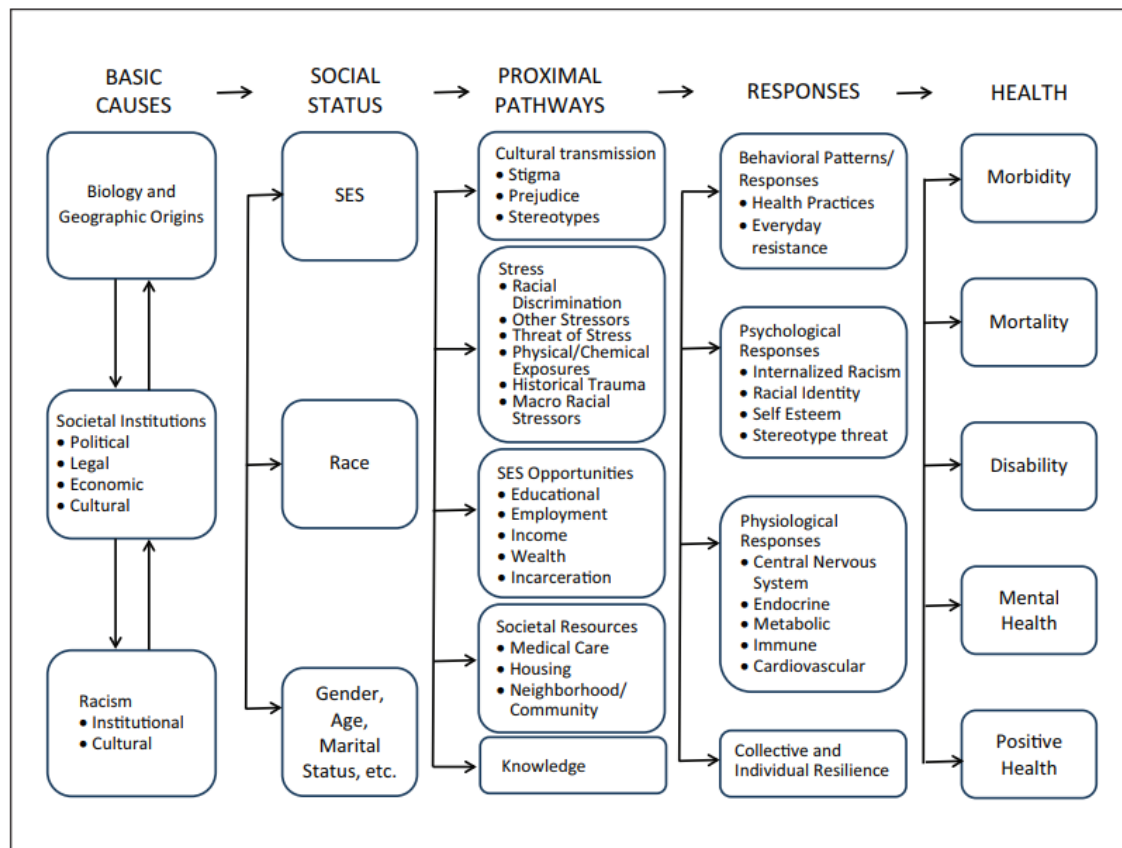 BASIC
CAUSES
SOCIAL
STATUS
PROXIMAL
PATHWAYS
RESPONSES
HEALTH
Biology and
Geographic Origins
Societal Institutions
• Political
• Legal
• Economic
• Cultural
Racism
• Institutional
• Cultural
SES
Race
Gender,
Age,
Marital
Status, etc.
Cultural transmission
• Stigma
• Prejudice
• Stereotypes
Stress
• Racial
Discrimination
• Other Stressors
• Threat of Stress
• Physical/Chemical
Exposures
• Historical Trauma
• Macro Racial
Stressors
SES Opportunities
• Educational
• Employment
• Income
• Wealth
• Incarceration
Societal Resources
• Medical Care
• Housing
• Neighborhood/
Community
Knowledge
Behavioral Patterns/
Responses
• Health Practices
• Everyday
resistance
Psychological
Responses
• Internalized Racism
• Racial Identity
• Self Esteem
• Stereotype threat
Physiological
Responses
• Central Nervous
System
• Endocrine
• Metabolic
• Immune
• Cardiovascular
Collective and
Individual Resilience
Morbidity
Mortality
Disability
Mental
Health
Positive
Health